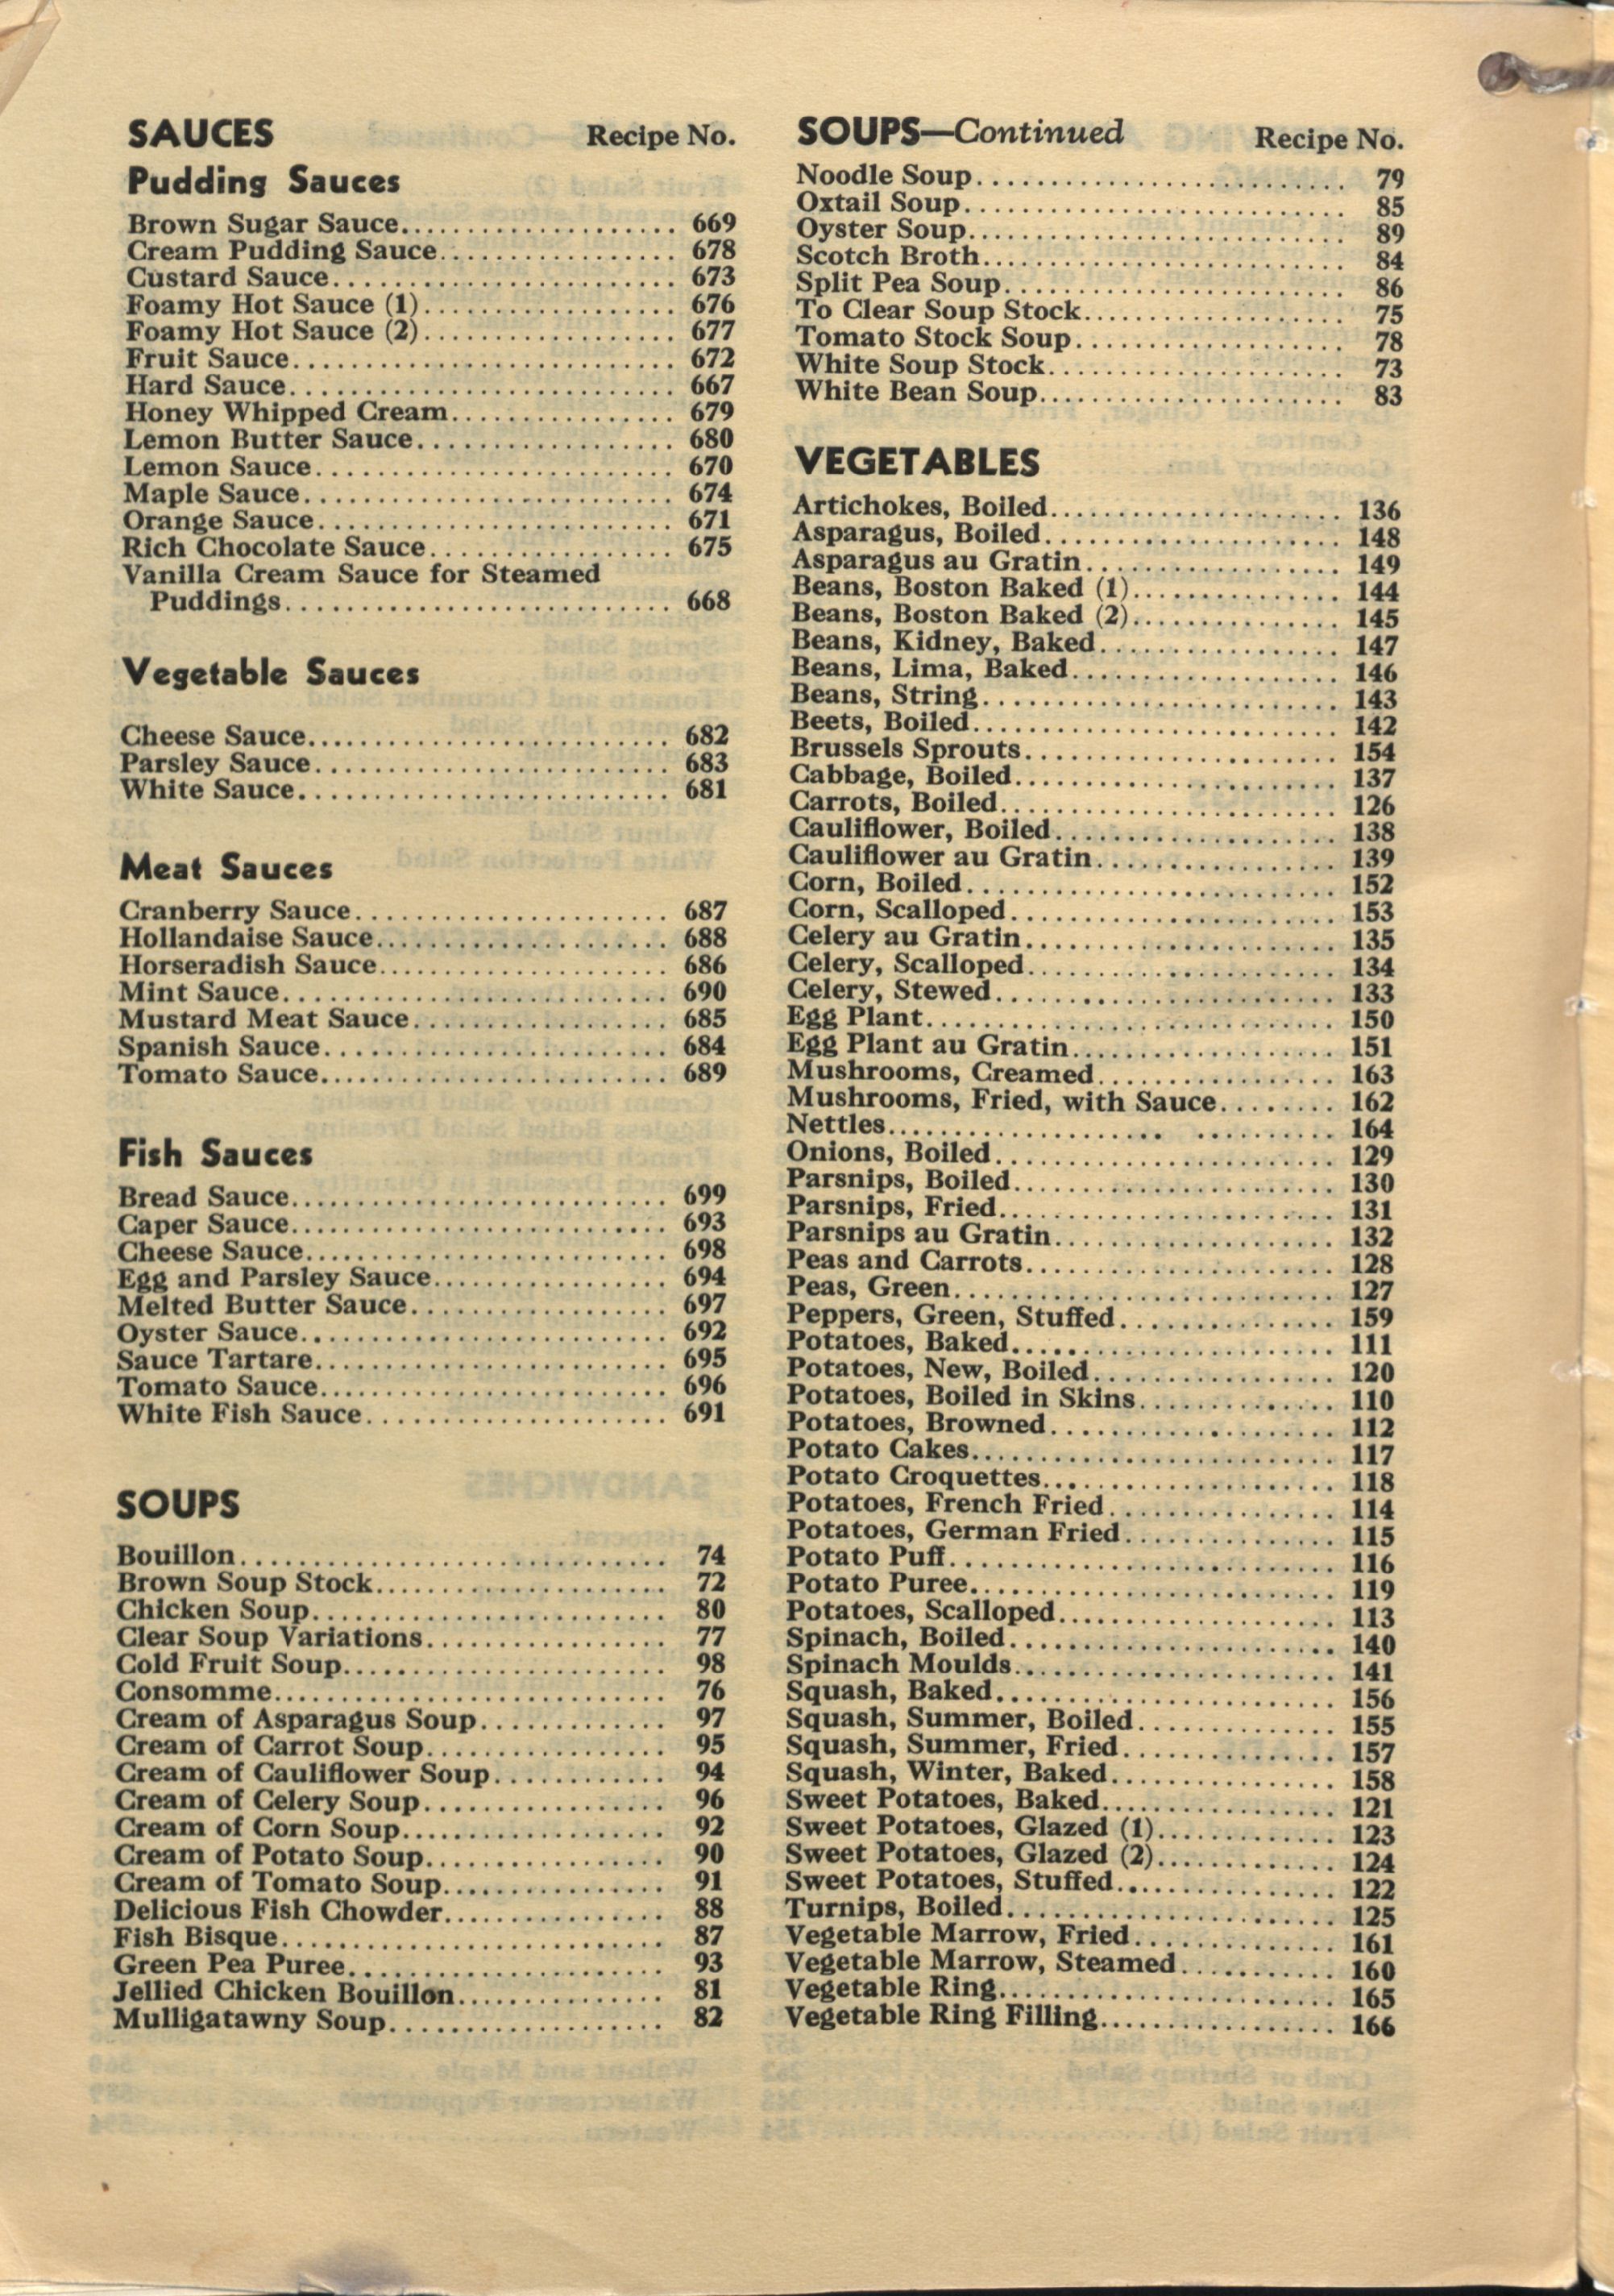 SAUCES Recipe No.
Pudding Sauces
Brown Sugar Sauce.................... 669
Cream Pudding Sauce................ 678
Custard Sauce........................ 673
Foamy Hot Sauce (1)................. 676
Foamy Hot Sauce (2)................. 677
Fruit Sauce.......................... 672
Hard Sauce.......................... 667
Honey Whipped Cream............... 679
Lemon Butter Sauce.................. 680
Lemon Sauce........................ 670
Maple Sauce......................... 674
Orange Sauce........................ 671
Rich Chocolate Sauce................. 675
Vanilla Cream Sauce for Steamed
Puddings.......................... 668
Vegetable Sauces
Cheese Sauce......................... 682
Parsley Sauce........................ 683
White Sauce......................... 681
Meat Sauces
Cranberry Sauce..................... 687
Hollandaise Sauce.................... 688
Horseradish Sauce.................... 686
Mint Sauce.......................... 690
Mustard Meat Sauce................. 685
Spanish Sauce....................... 684
Tomato Sauce........................ 689
Fish Sauces
Bread Sauce.......................... 699
Caper Sauce.......................... 693
Cheese Sauce......................... 698
Egg and Parsley Sauce................ 694
Melted Butter Sauce.................. 697
Oyster Sauce......................... 692
Sauce Tartare........................ 695
Tomato Sauce........................ 696
White Fish Sauce..................... 691
SOUPS
Bouillon............................. 74
Brown Soup Stock.................... 72
Chicken Soup........................ 80
Clear Soup Variations................. 77
Cold Fruit Soup...................... 98
Consomme........................... 76
Cream of Asparagus Soup............. 97
Cream of Carrot Soup................ 95
Cream of Cauliflower Soup............ 94
Cream of Celery Soup................. 96
Cream of Corn Soup.................. 92
Cream of Potato Soup................ 90
Cream of Tomato Soup............... 91
Delicious Fish Chowder............... 88
Fish Bisque.......................... 87
Green Pea Puree..................... 93
Jellied Chicken Bouillon.............. 81
Mulligatawny Soup................... 82
SOUPS—Continued Recipe No.
Noodle Soup......................... 79
Oxtail Soup.......................... 85
Oyster Soup......................... 89
Scotch Broth........................ 84
Split Pea Soup....................... 86
To Clear Soup Stock.................. 75
Tomato Stock Soup.................. 78
White Soup Stock.................... 73
White Bean Soup..................... 83
VEGETABLES
Artichokes, Boiled.................... 136
Asparagus, Boiled.................... 148
Asparagus au Gratin................. 149
Beans, Boston Baked (1).............. 144
Beans, Boston Baked (2).............. 145
Beans, Kidney, Baked................ 147
Beans, Lima, Baked.................. 146
Beans, String........................ 143
Beets, Boiled......................... 142
Brussels Sprouts..................... 154
Cabbage, Boiled...................... 137
Carrots, Boiled....................... 126
Cauliflower, Boiled................... 138
Cauliflower au Gratin................ 139
Corn, Boiled......................... 152
Corn, Scalloped...................... 153
Celery au Gratin..................... 135
Celery, Scalloped..................... 134
Celery, Stewed....................... 133
Egg Plant............................ 150
Egg Plant au Gratin.................. 151
Mushrooms, Creamed................ 163
Mushrooms, Fried, with Sauce........ 162
Nettles.............................. 164
Onions, Boiled....................... 129
Parsnips, Boiled...................... 130
Parsnips, Fried....................... 131
Parsnips au Gratin................... 132
Peas and Carrots..................... 128
Peas, Green.......................... 127
Peppers, Green, Stuffed............... 159
Potatoes, Baked...................... 111
Potatoes, New, Boiled................ 120
Potatoes, Boiled in Skins............. 110
Potatoes, Browned................... 112
Potato Cakes........................ 117
Potato Croquettes.................... 118
Potatoes, French Fried................ 114
Potatoes, German Fried.............. 115
Potato Puff.......................... 116
Potato Puree........................ 119
Potatoes, Scalloped................... 113
Spinach, Boiled....................... 140
Spinach Moulds...................... 141
Squash, Baked....................... 156
Squash, Summer, Boiled.............. 155
Squash, Summer, Fried............... 157
Squash, Winter, Baked............... 158
Sweet Potatoes, Baked................ 121
Sweet Potatoes, Glazed (1)............ 123
Sweet Potatoes, Glazed (2)............ 124
Sweet Potatoes, Stuffed............... 122
Turnips, Boiled....................... 125
Vegetable Marrow, Fried.............. 161
Vegetable Marrow, Steamed........... 160
Vegetable Ring....................... 165
Vegetable Ring Filling................ 166